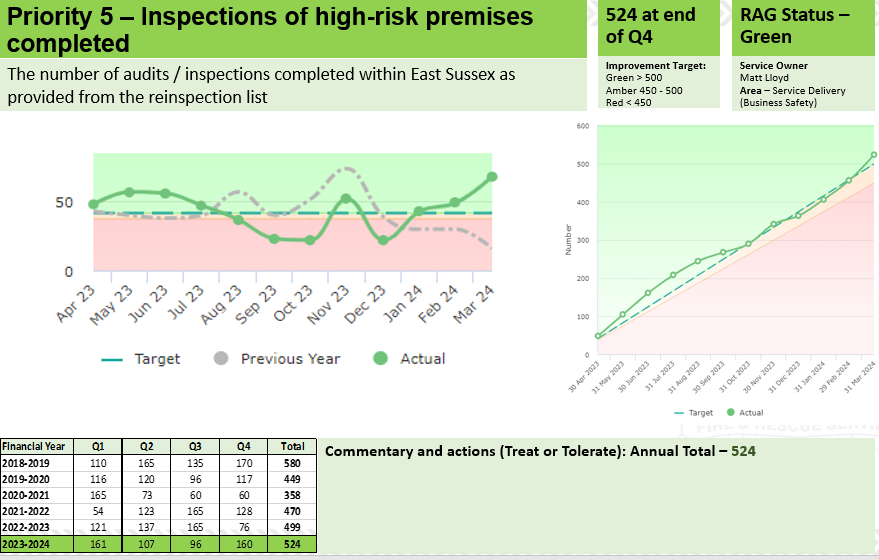 Priority 5 – Inspections of high-risk premises
completed
524 at end
of Q4
RAG Status –
Green
The number of audits / inspections completed within East Sussex as
provided from the reinspection list
Improvement Target:
Green > 500
Amber 450 - 500
Red < 450
Service Owner
Matt Lloyd
Area – Service Delivery
(Business Safety)
50
0
Apr 23 May 23 Jun 23 Jul 23 Aug 23 Sep 23 Oct 23 Nov 23 Dec 23 Jan 24 Feb 24 Mar 24
Target Previous Year Actual
Number
600
500
400
300
200
100
0
30 Apr 2023 31 May 2023 30 Jun 2023 31 Jul 2023 31 Aug 2023 30 Sep 2023 31 Oct 2023 30 Nov 2023 31 Dec 2023 31 Jan 2024 29 Feb 2024 31 Mar 2024
Target Actual
FIRE & RESCUE SERVICE
Financial Year Q1 Q2 Q3 Q4 Total
2018-2019 110 165 135 170 580
2019-2020 116 120 96 117 449
2020-2021 165 73 60 60 358
2021-2022 54 123 165 128 470
2022-2023 121 137 165 76 499
2023-2024 161 107 96 160 524
Commentary and actions (Treat or Tolerate): Annual Total – 524